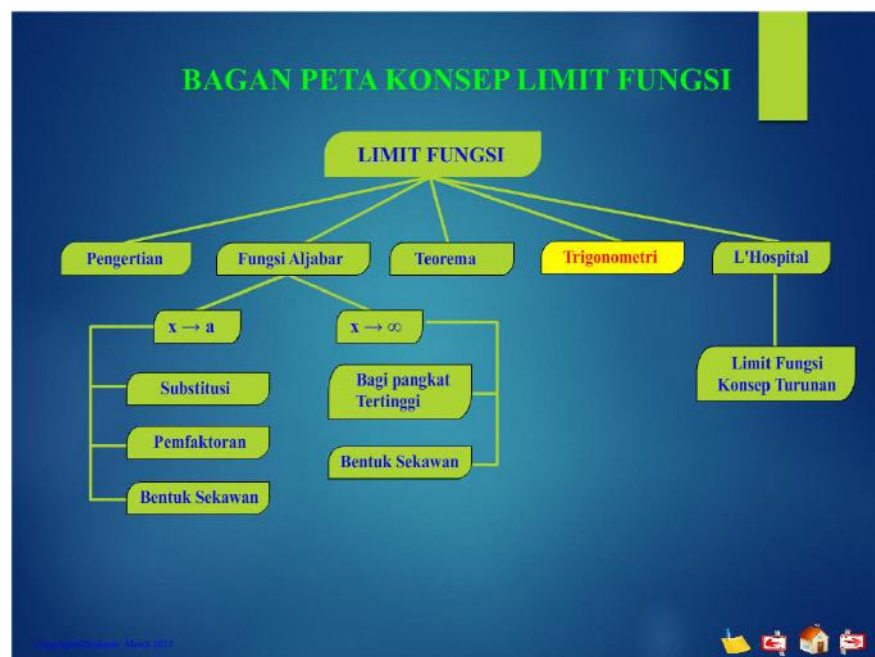 BAGAN PETA KONSEP LIMIT FUNGSI
LIMIT FUNGSI
Pengertian
Fungsi Aljabar
Teorema
Trigonometri
L'Hospital
x → a
x → ∞
Substitusi
Pemfaktoran
Bentuk Sekawan
Bagi pangkat
Tertinggi
Bentuk Sekawan
Limit Fungsi
Konsep Turunan